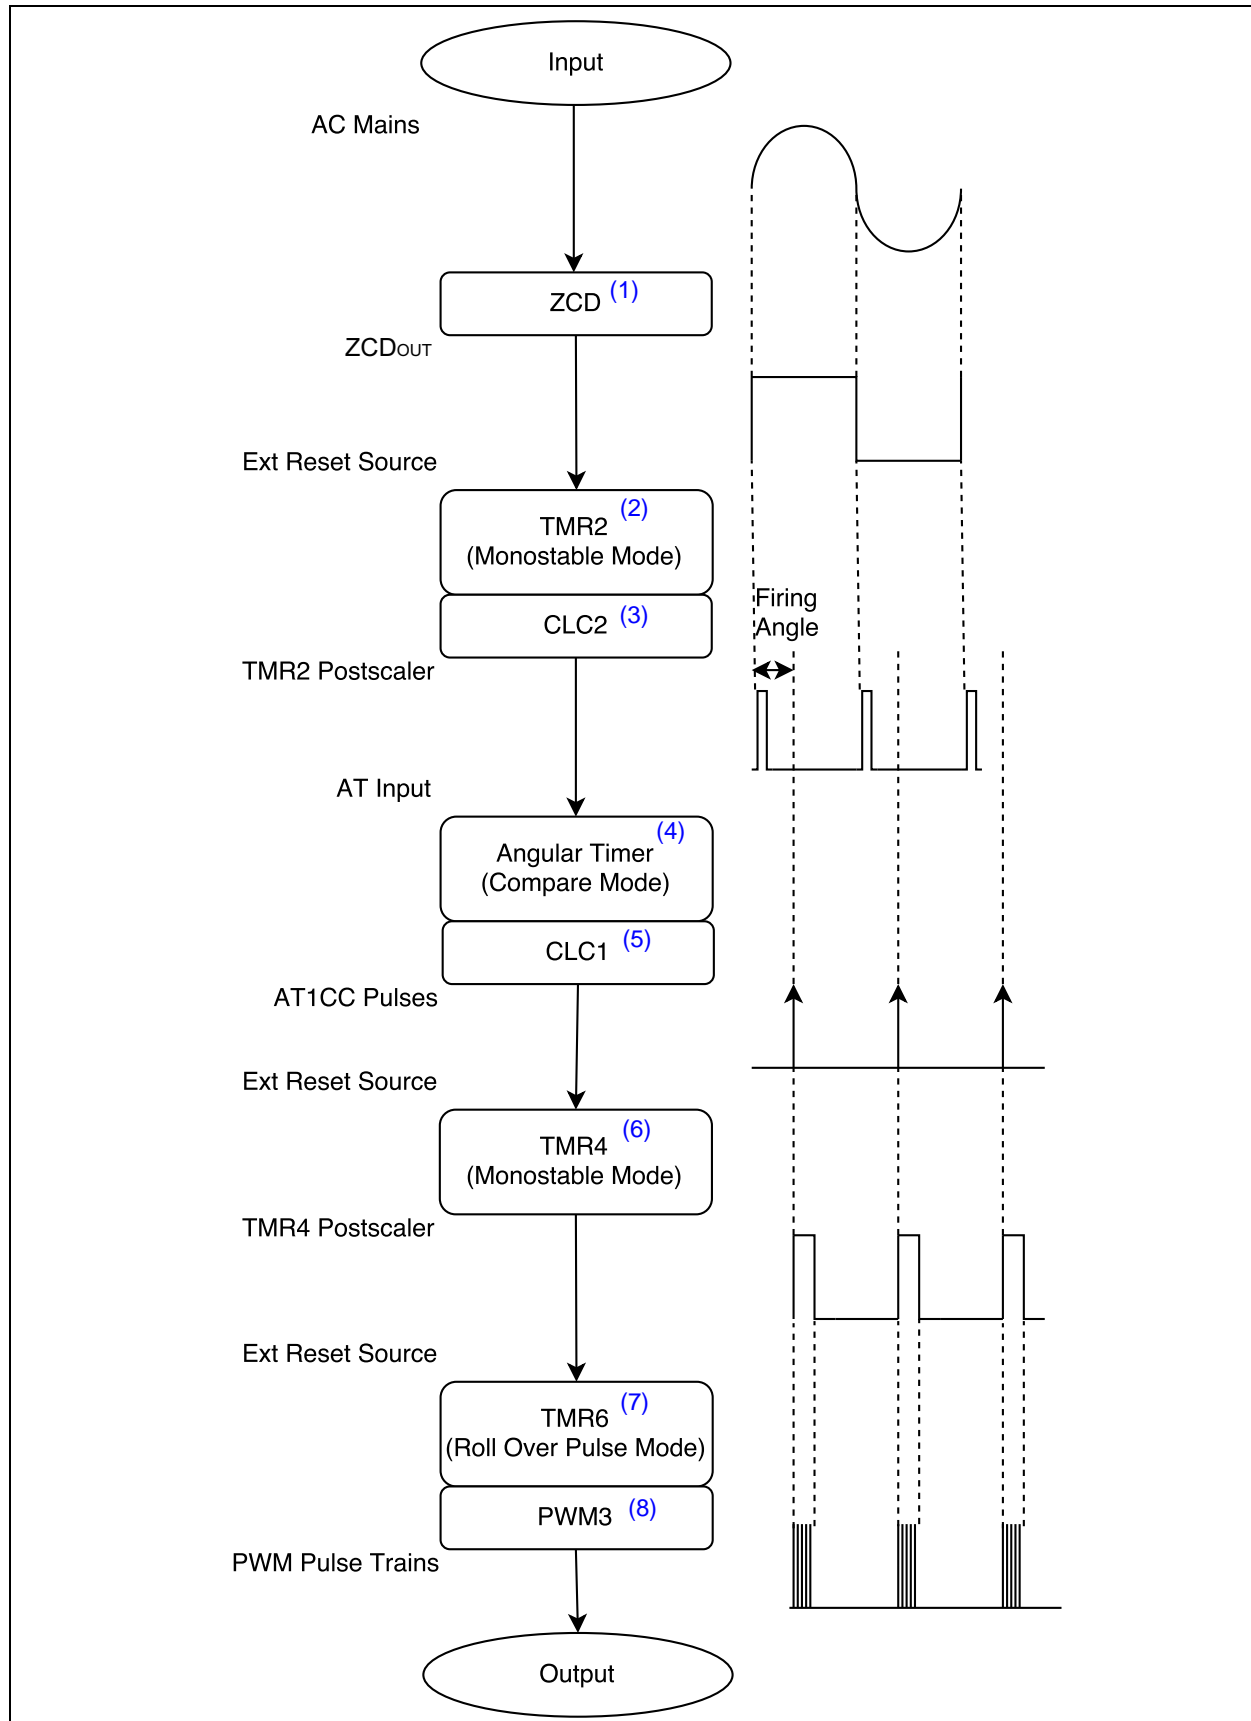 Input
AC Mains
ZCD (1)
ZCDOUT
Ext Reset Source
TMR2 (2)
(Monostable Mode)
CLC2 (3)
Firing
Angle
TMR2 Postscaler
AT Input
Angular Timer (4)
(Compare Mode)
CLC1 (5)
AT1CC Pulses
Ext Reset Source
TMR4 (6)
(Monostable Mode)
TMR4 Postscaler
Ext Reset Source
TMR6 (7)
(Roll Over Pulse Mode)
PWM3 (8)
PWM Pulse Trains
Output